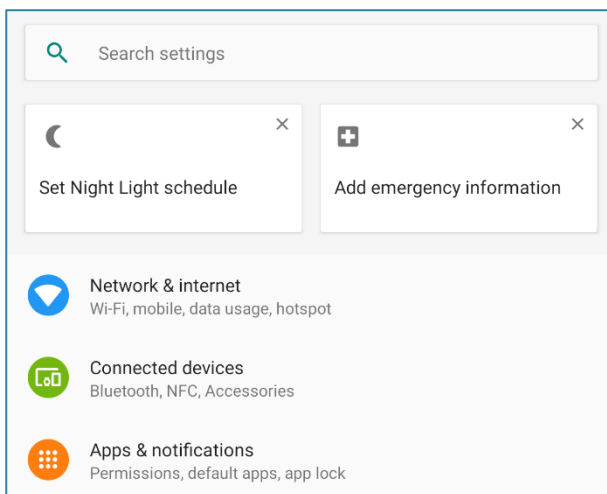 Search settings
Set Night Light schedule
Add emergency information
Network & internet
Wi-Fi, mobile, data usage, hotspot
Connected devices
Bluetooth, NFC, Accessories
Apps & notifications
Permissions, default apps, app lock